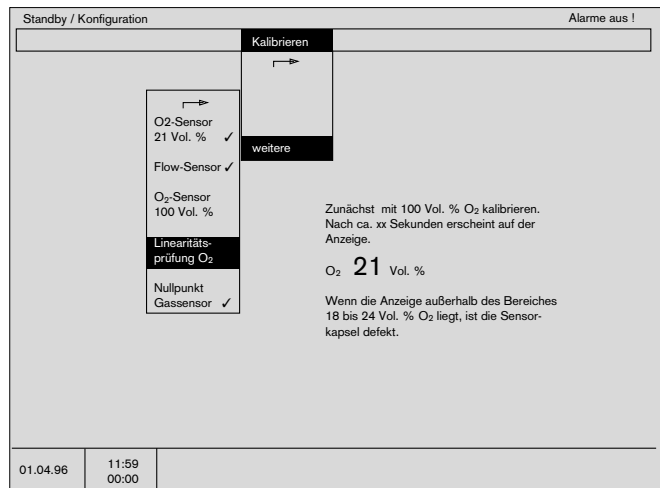 Standby / Konfiguration
Alarme aus !
Kalibrieren
weitere
O2-Sensor
21 Vol. % ✓
Flow-Sensor ✓
O₂-Sensor
100 Vol. %
Linearitäts-
prüfung O₂
Nullpunkt
Gassensor ✓
Zunächst mit 100 Vol. % O₂ kalibrieren.
Nach ca. xx Sekunden erscheint auf der
Anzeige.
O₂ 21 Vol. %
Wenn die Anzeige außerhalb des Bereiches
18 bis 24 Vol. % O₂ liegt, ist die Sensor-
kapsel defekt.
01.04.96
11:59
00:00